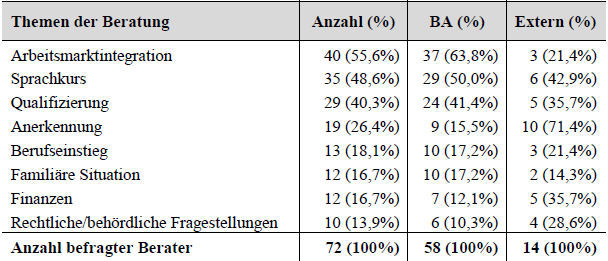 Themen der Beratung Anzahl (%) BA (%) Extern (%)
Arbeitsmarktintegration 40 (55,6%) 37 (63,8%) 3 (21,4%)
Sprachkurs 35 (48,6%) 29 (50,0%) 6 (42,9%)
Qualifizierung 29 (40,3%) 24 (41,4%) 5 (35,7%)
Anerkennung 19 (26,4%) 9 (15,5%) 10 (71,4%)
Berufseinstieg 13 (18,1%) 10 (17,2%) 3 (21,4%)
Familiäre Situation 12 (16,7%) 10 (17,2%) 2 (14,3%)
Finanzen 12 (16,7%) 7 (12,1%) 5 (35,7%)
Rechtliche/behördliche Fragestellungen 10 (13,9%) 6 (10,3%) 4 (28,6%)
Anzahl befragter Berater 72 (100%) 58 (100%) 14 (100%)